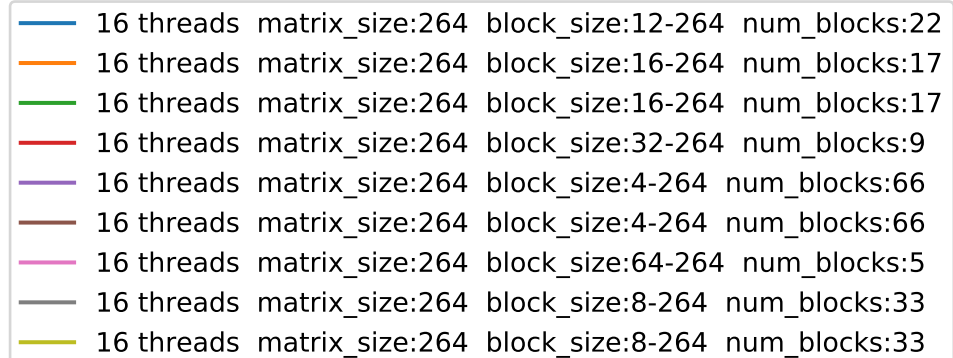 16 threads  matrix_size:264  block_size:12-264  num_blocks:22
16 threads  matrix_size:264  block_size:16-264  num_blocks:17
16 threads  matrix_size:264  block_size:16-264  num_blocks:17
16 threads  matrix_size:264  block_size:32-264  num_blocks:9
16 threads  matrix_size:264  block_size:4-264  num_blocks:66
16 threads  matrix_size:264  block_size:4-264  num_blocks:66
16 threads  matrix_size:264  block_size:64-264  num_blocks:5
16 threads  matrix_size:264  block_size:8-264  num_blocks:33
16 threads  matrix_size:264  block_size:8-264  num_blocks:33